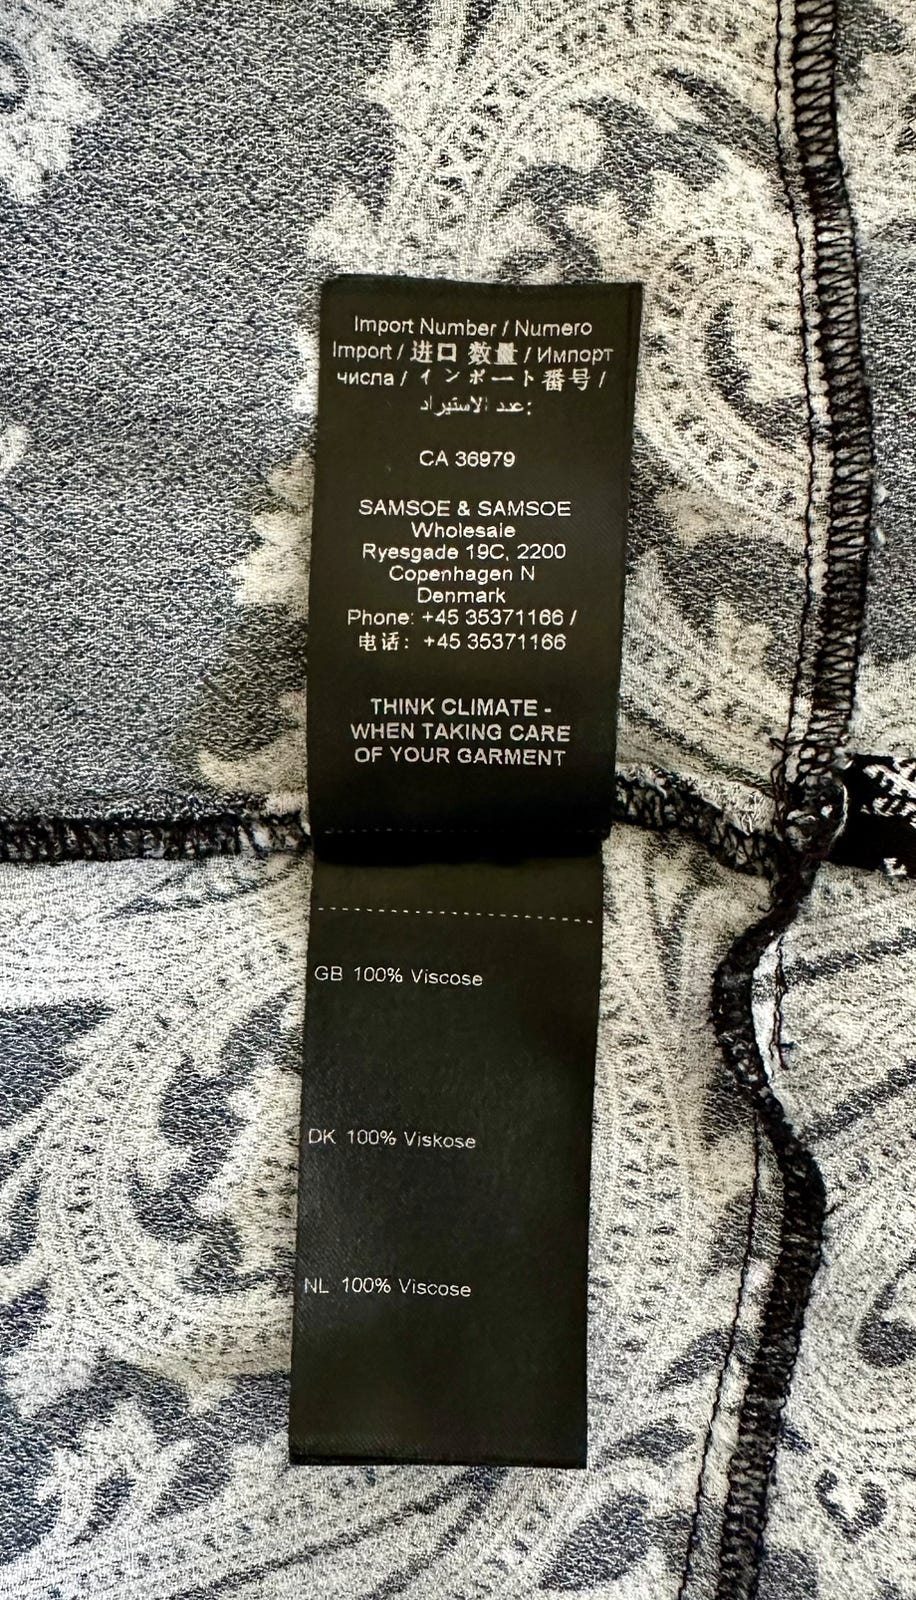 Import Number / Numero
Import / 进口 数量 / Импорт
числа / インポート番号 /
عدد الاستيراد:
CA 36979
SAMSOE & SAMSOE
Wholesale
Ryesgade 19C, 2200
Copenhagen N
Denmark
Phone: +45 35371166 /
电话: +45 35371166
THINK CLIMATE -
WHEN TAKING CARE
OF YOUR GARMENT
GB 100% Viscose
DK 100% Viskose
NL 100% Viscose